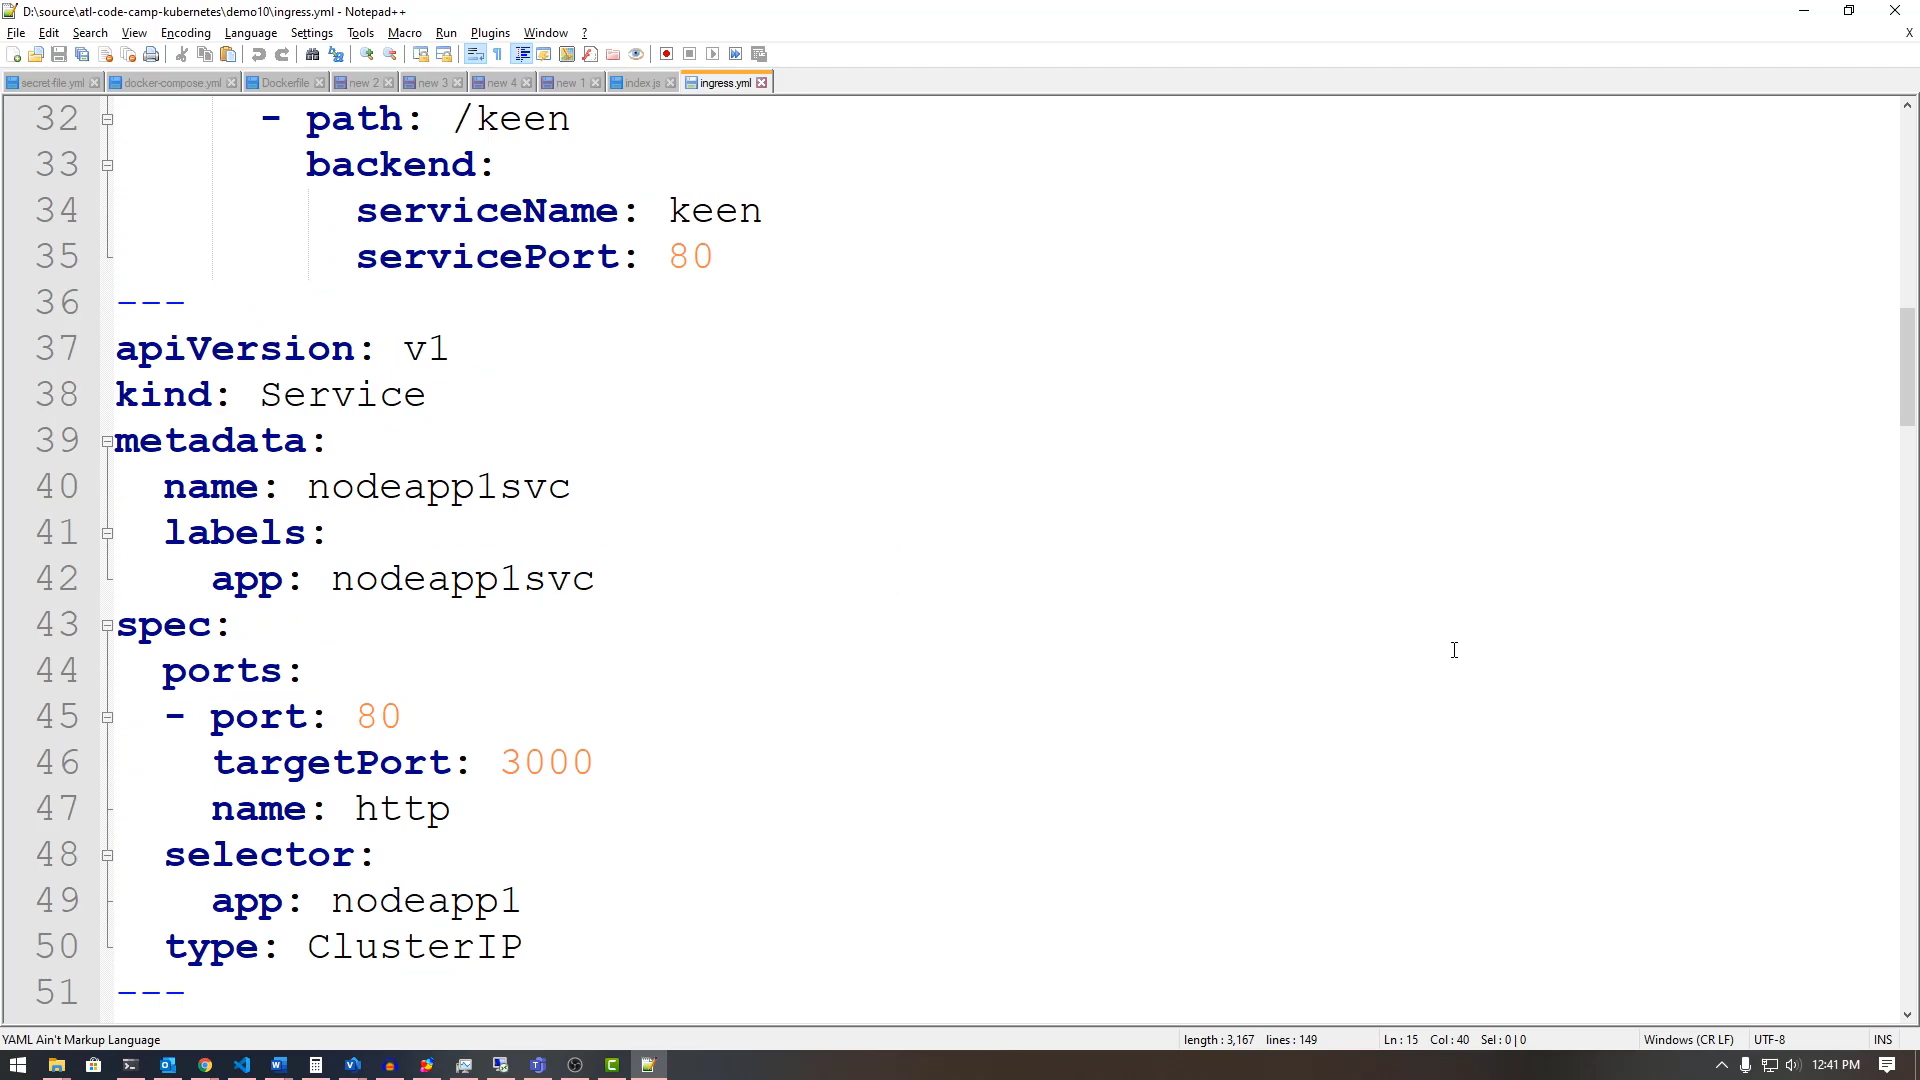 D:\source\atl-code-camp-kubernetes\demo10\ingress.yml - Notepad++
File Edit Search View Encoding Language Settings Tools Macro Run Plugins Window ? X
secret-file.yml docker-compose.yml Dockerfile new 2 new 3 new 4 new 1 index.js ingress.yml
32 - path: /keen
33 backend:
34 serviceName: keen
35 servicePort: 80
36 ---
37 apiVersion: v1
38 kind: Service
39 metadata:
40 name: nodeapp1svc
41 labels:
42 app: nodeapp1svc
43 spec:
44 ports:
45 - port: 80
46 targetPort: 3000
47 name: http
48 selector:
49 app: nodeapp1
50 type: ClusterIP
51 ---
YAML Ain't Markup Language length : 3,167 lines : 149 Ln : 15 Col : 40 Sel : 0 | 0 Windows (CR LF) UTF-8 INS
12:41 PM